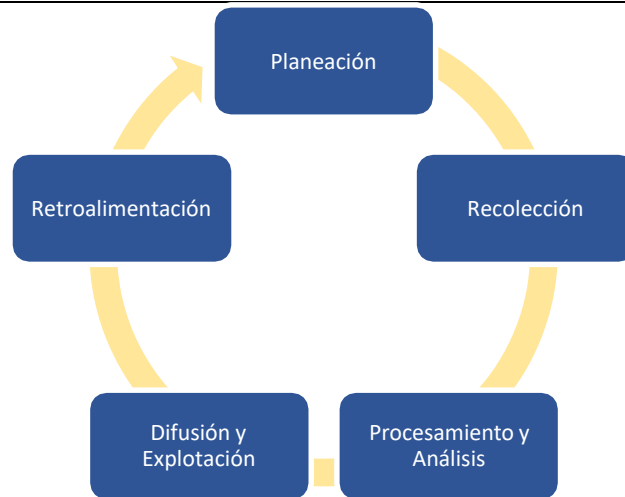 Planeación
Recolección
Procesamiento y
Análisis
Difusión y
Explotación
Retroalimentación